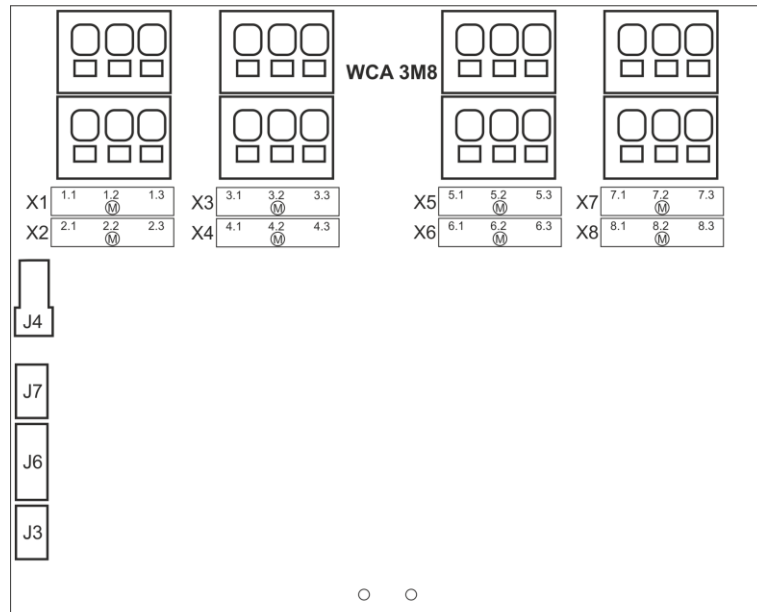 WCA 3M8
X1 1.1 1.2 1.3 X3 3.1 3.2 3.3 X5 5.1 5.2 5.3 X7 7.1 7.2 7.3
M M M M
X2 2.1 2.2 2.3 X4 4.1 4.2 4.3 X6 6.1 6.2 6.3 X8 8.1 8.2 8.3
M M M M
J4
J7
J6
J3